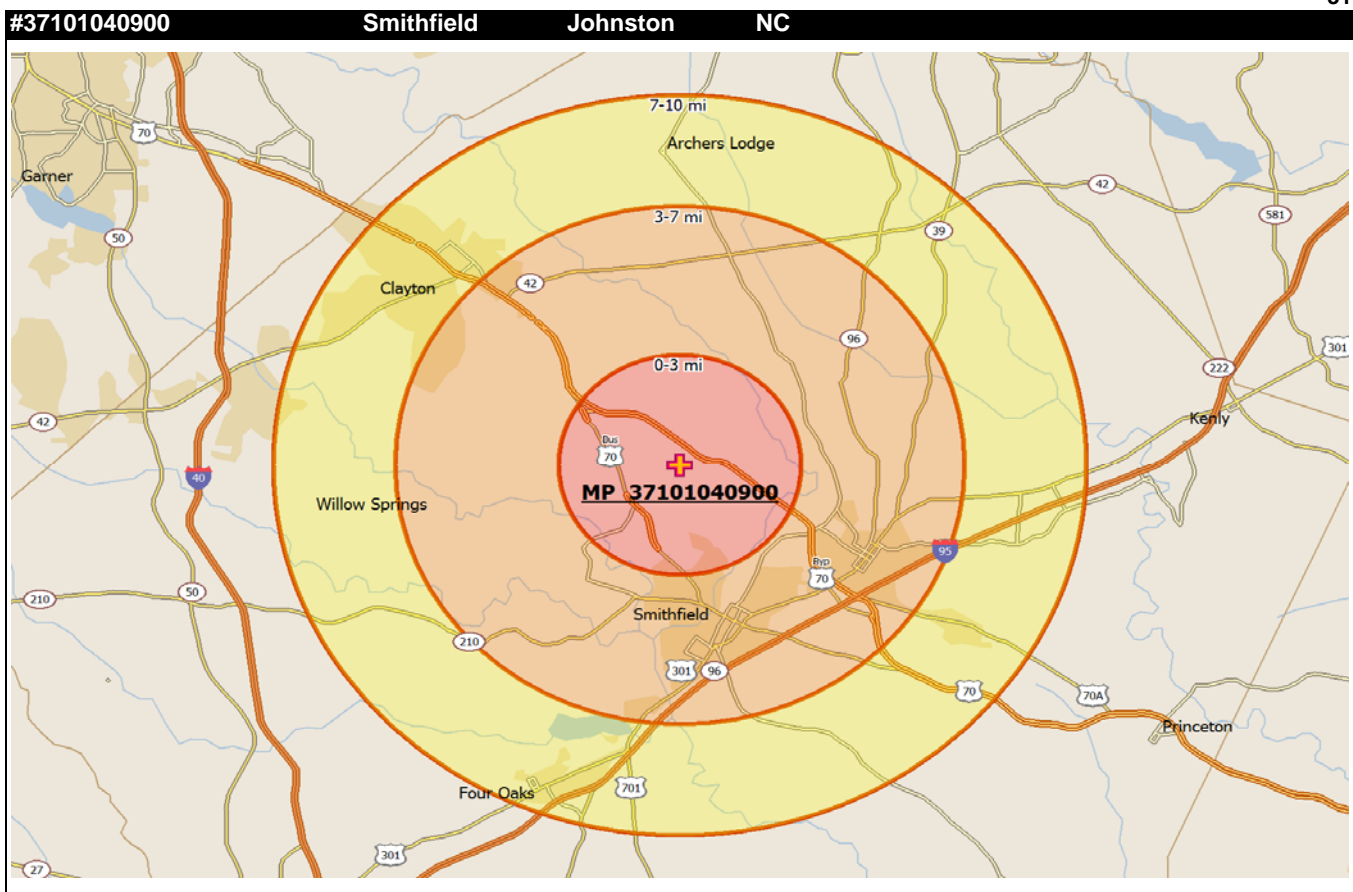 #37101040900 Smithfield Johnston NC
7-10 mi
70
Archers Lodge
Garner
42
581
50
39
3-7 mi
Clayton
42
96
301
0-3 mi
222
Kenly
42
Bus
70
40
MP 37101040900
Willow Springs
95
Byp
70
50
210
Smithfield
210
301
96
70
70A
Princeton
Four Oaks
701
301
27